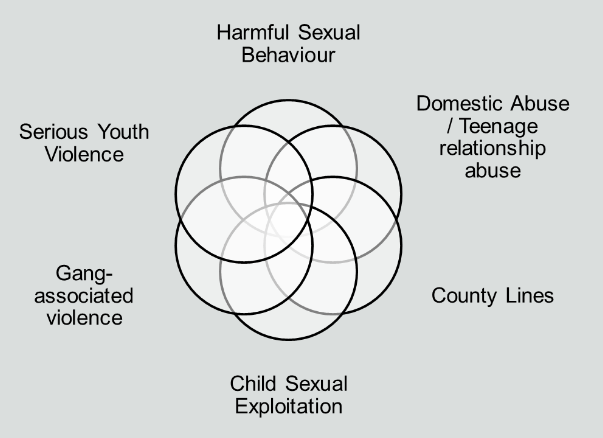 Harmful Sexual
Behaviour
Domestic Abuse
/ Teenage
relationship
abuse
Serious Youth
Violence
Gang-
associated
violence
County Lines
Child Sexual
Exploitation